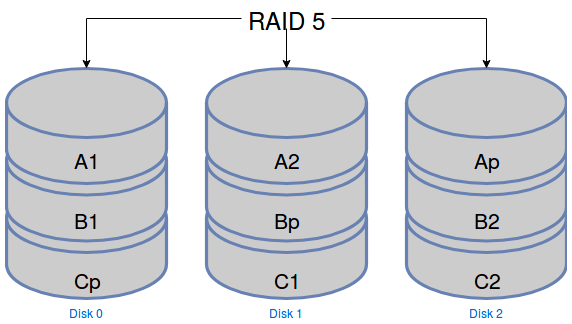 RAID 5
A1 A2 Ap
B1 Bp B2
Cp C1 C2
Disk 0 Disk 1 Disk 2